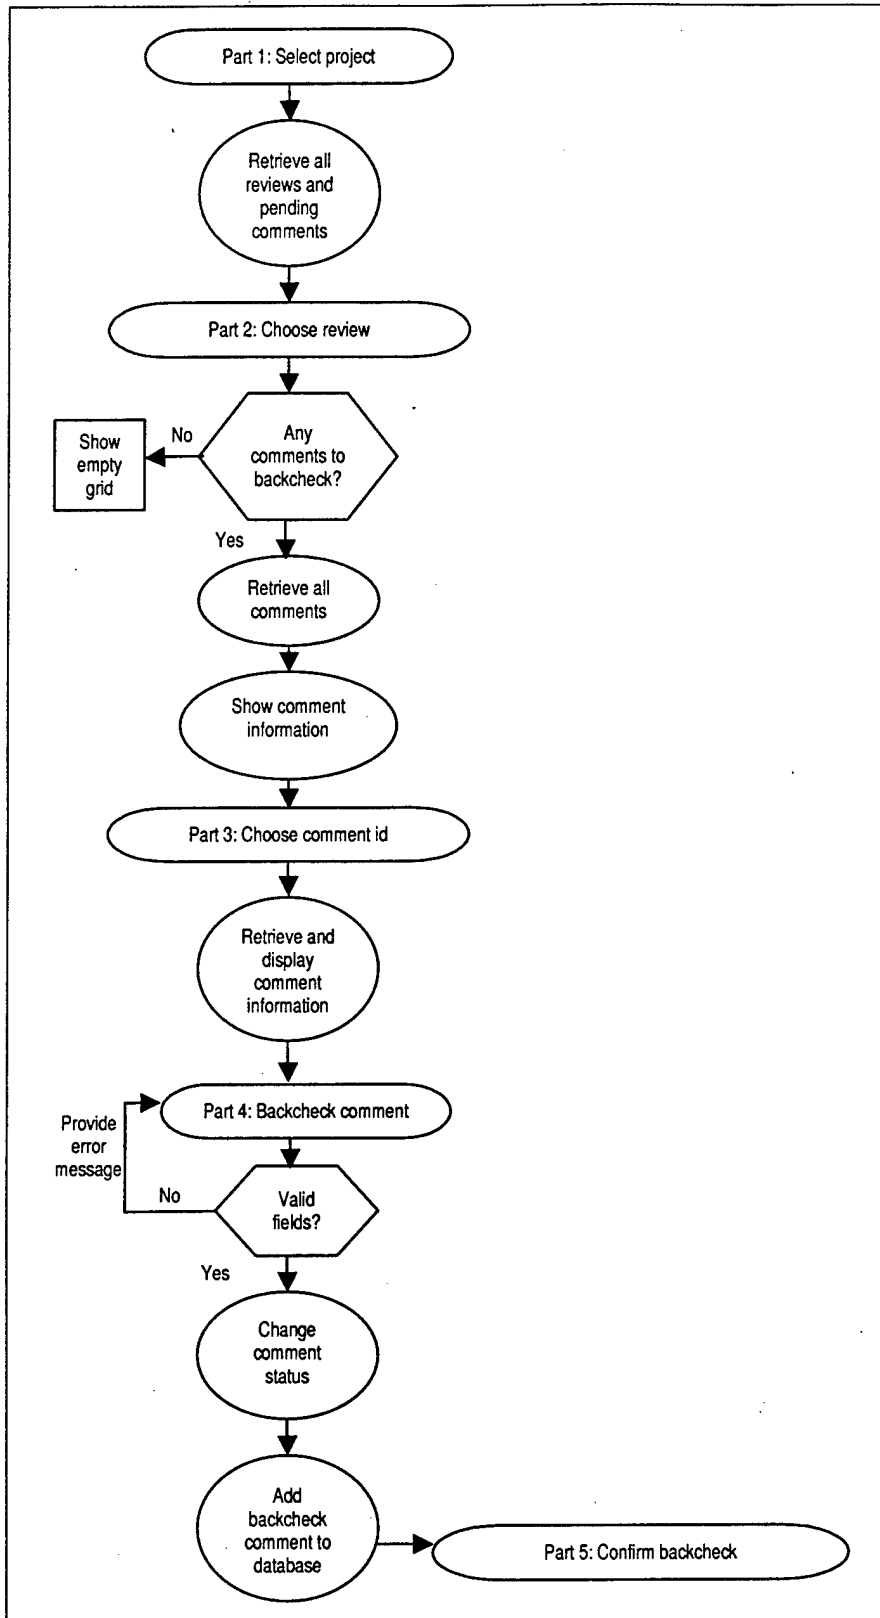 Part 1: Select project
Retrieve all
reviews and
pending
comments
Part 2: Choose review
Any
comments to
backcheck?
No
Show
empty
grid
Yes
Retrieve all
comments
Show comment
information
Part 3: Choose comment id
Retrieve and
display
comment
information
Part 4: Backcheck comment
Provide
error
message
No
Valid
fields?
Yes
Change
comment
status
Add
backcheck
comment to
database
Part 5: Confirm backcheck